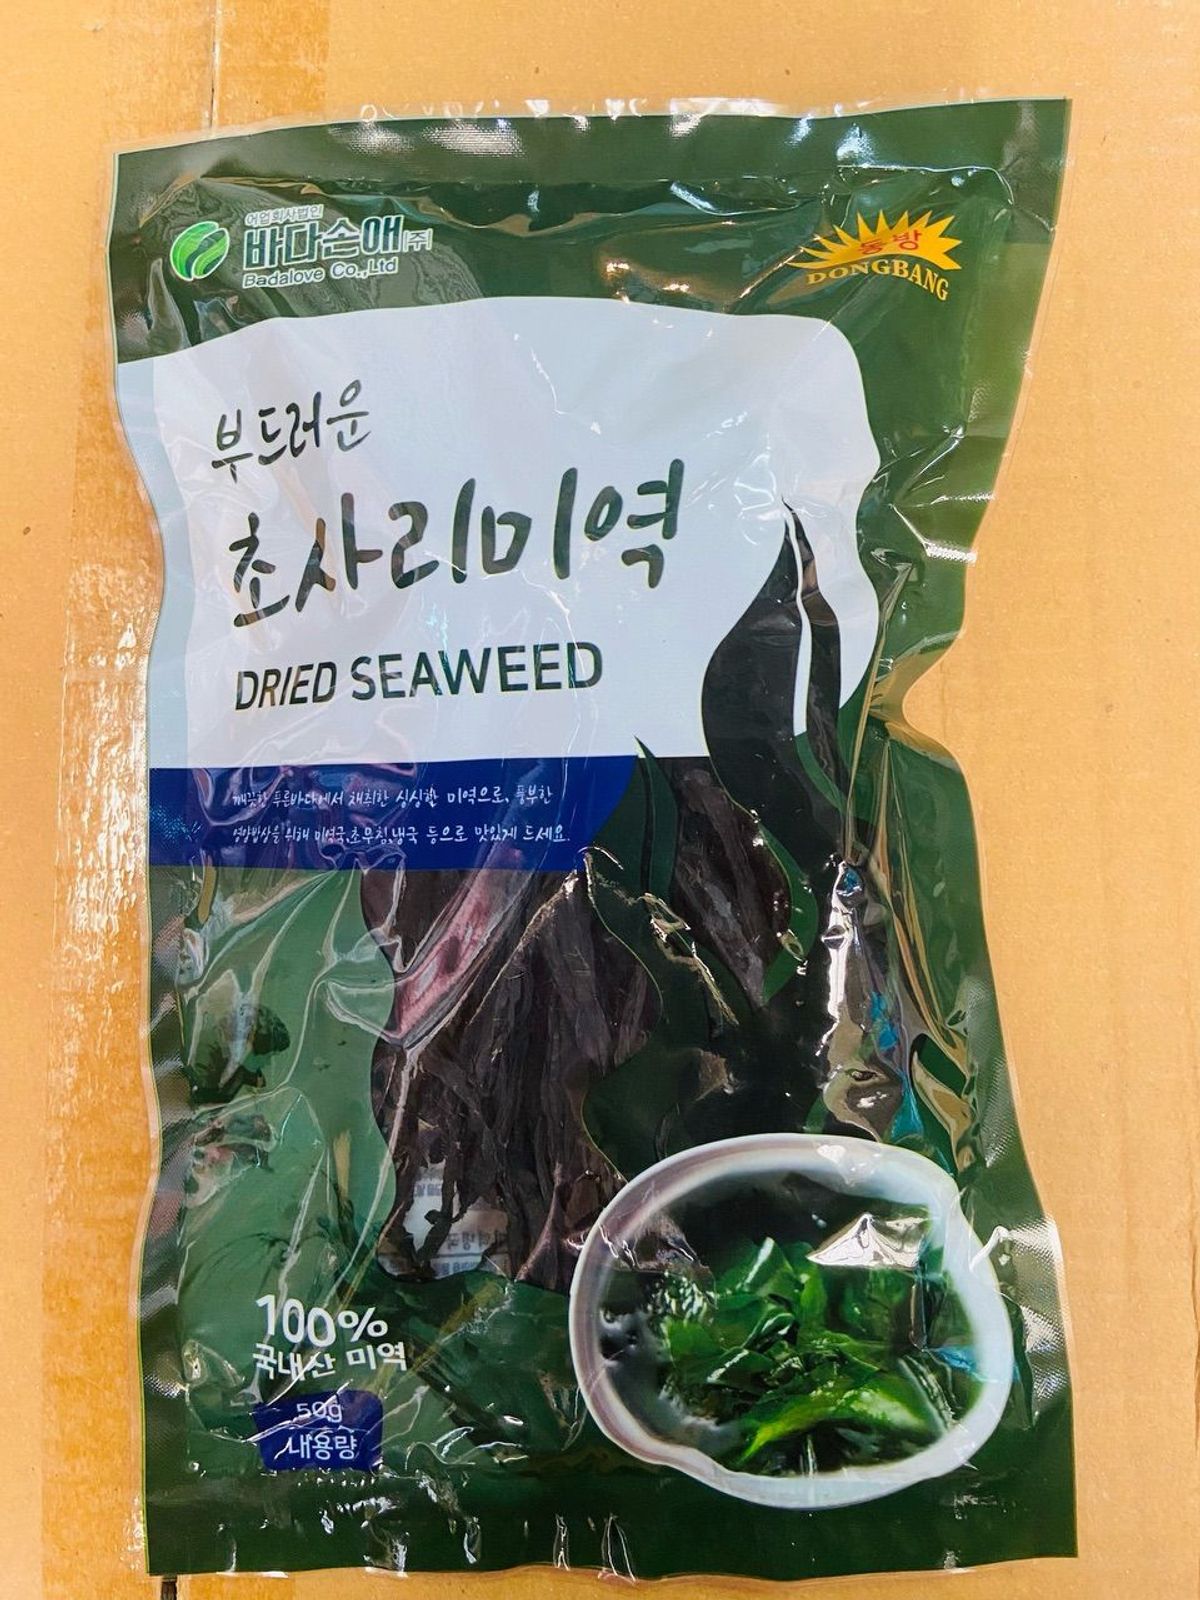 어업회사법인
바다손애(주)
Badalove Co.,Ltd
동방
DONGBANG
부드러운
초사리미역
DRIED SEAWEED
깨끗한 푸른바다에서 채취한 싱싱한 미역으로, 풍부한
영양밥상을 위해 미역국,초무침,냉국 등으로 맛있게 드세요.
100%
국내산 미역
50g
내용량